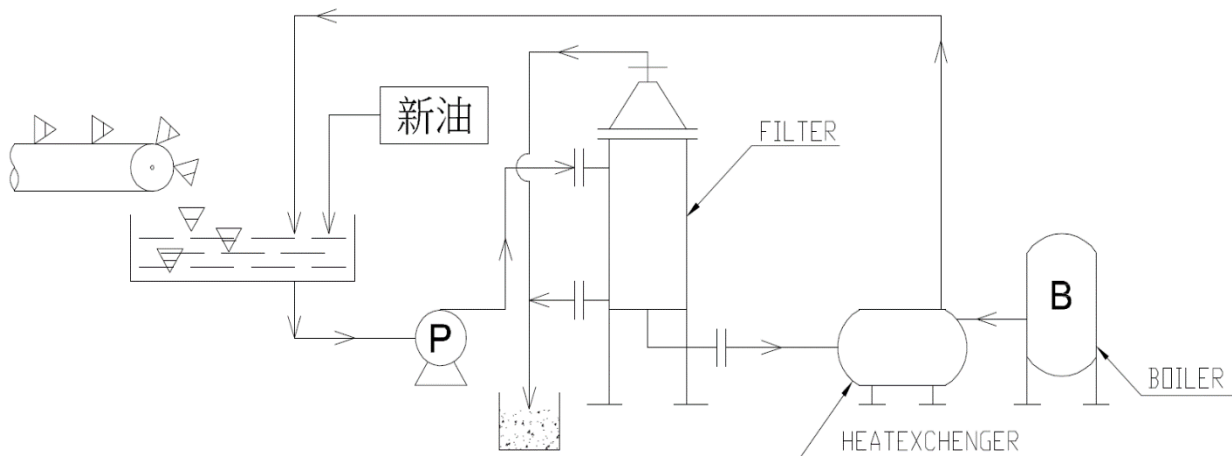 新油
FILTER
P
B
BOILER
HEATEXCHENGER